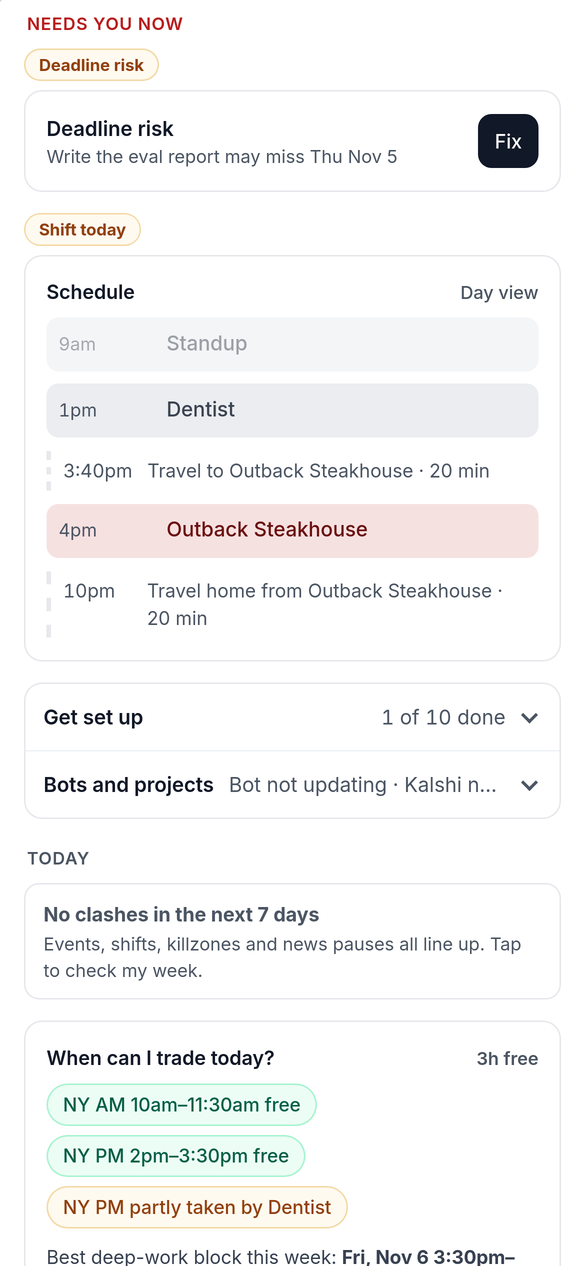 NEEDS YOU NOW
Deadline risk
Deadline risk
Write the eval report may miss Thu Nov 5
Fix
Shift today
Schedule
Day view
9am Standup
1pm Dentist
3:40pm Travel to Outback Steakhouse · 20 min
4pm Outback Steakhouse
10pm Travel home from Outback Steakhouse ·
20 min
Get set up 1 of 10 done
Bots and projects Bot not updating · Kalshi n...
TODAY
No clashes in the next 7 days
Events, shifts, killzones and news pauses all line up. Tap
to check my week.
When can I trade today? 3h free
NY AM 10am–11:30am free
NY PM 2pm–3:30pm free
NY PM partly taken by Dentist
Best deep-work block this week: Fri, Nov 6 3:30pm–